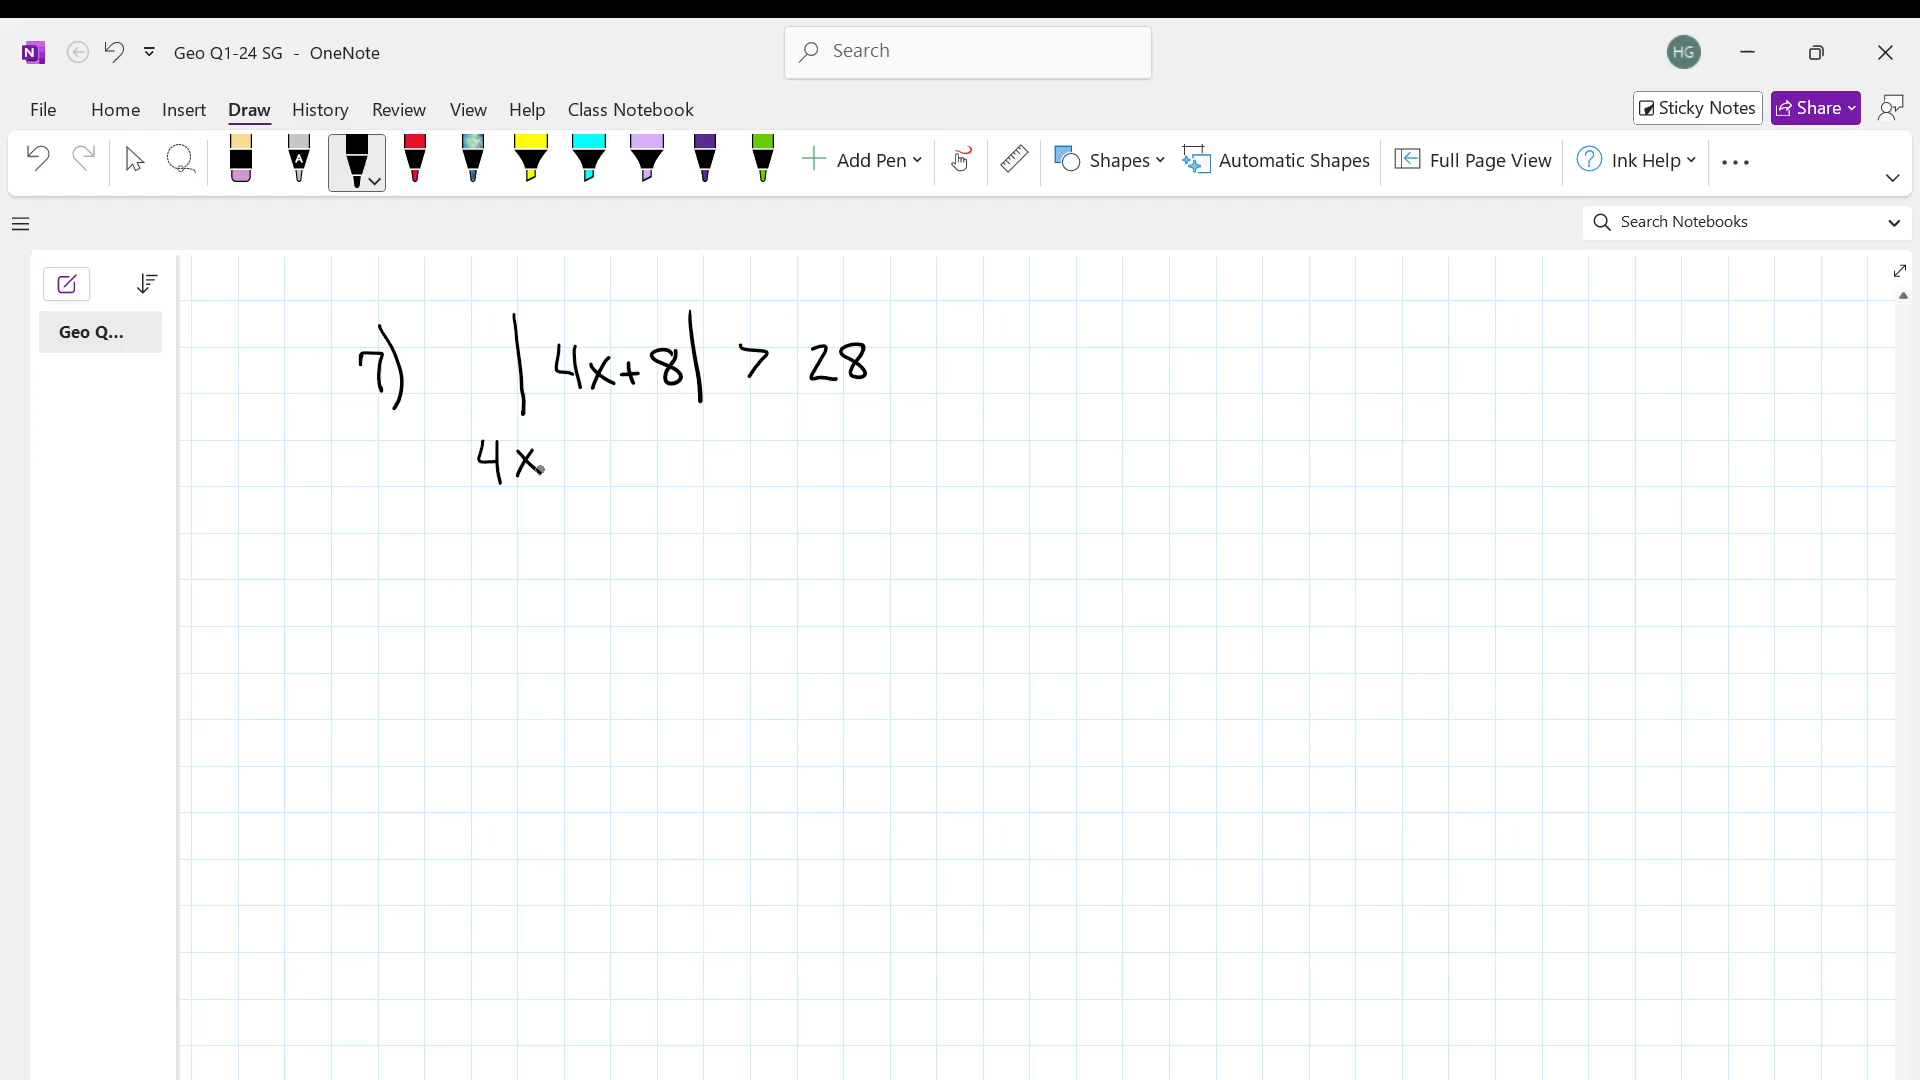 Geo Q1-24 SG - OneNote
Search
HG
File Home Insert Draw History Review View Help Class Notebook
Sticky Notes Share
A
Add Pen Shapes Automatic Shapes Full Page View Ink Help
Search Notebooks
Geo Q...
7) |4x+8| > 28
4x